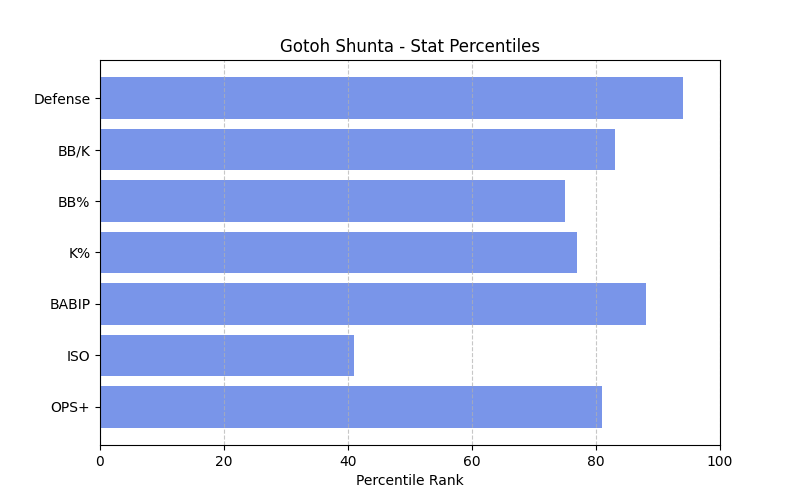 Gotoh Shunta - Stat Percentiles
Defense
BB/K
BB%
K%
BABIP
ISO
OPS+
0 20 40 60 80 100
Percentile Rank